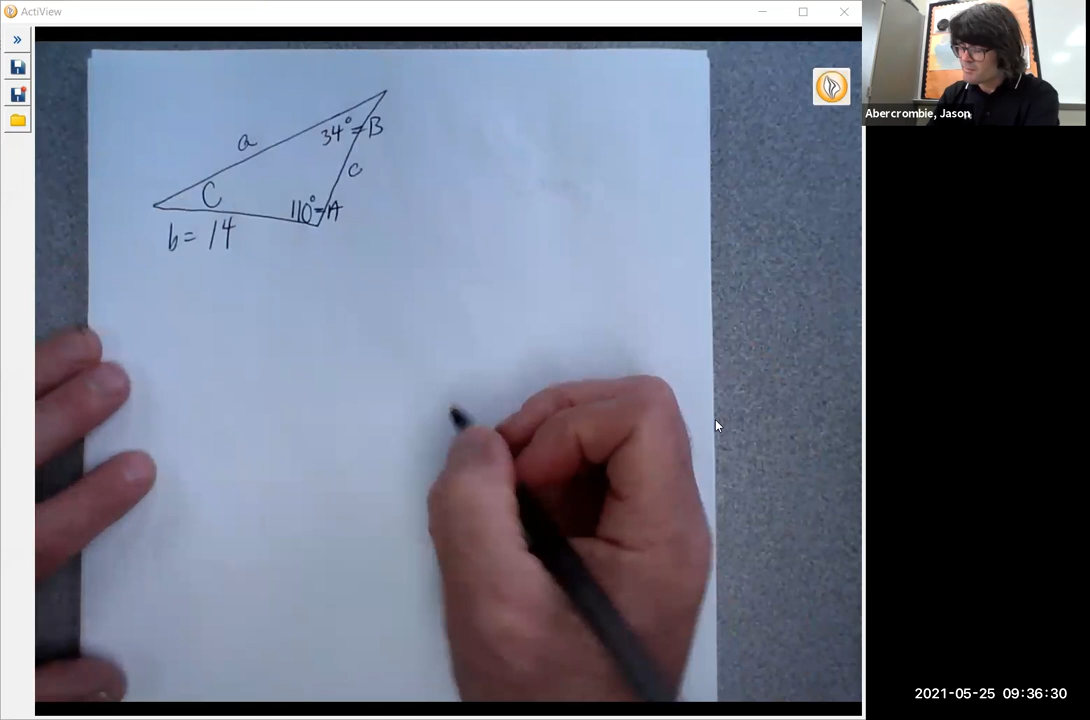 ActiView
Abercrombie, Jason
a
34° = B
c
C
110° = A
b = 14
2021-05-25 09:36:30